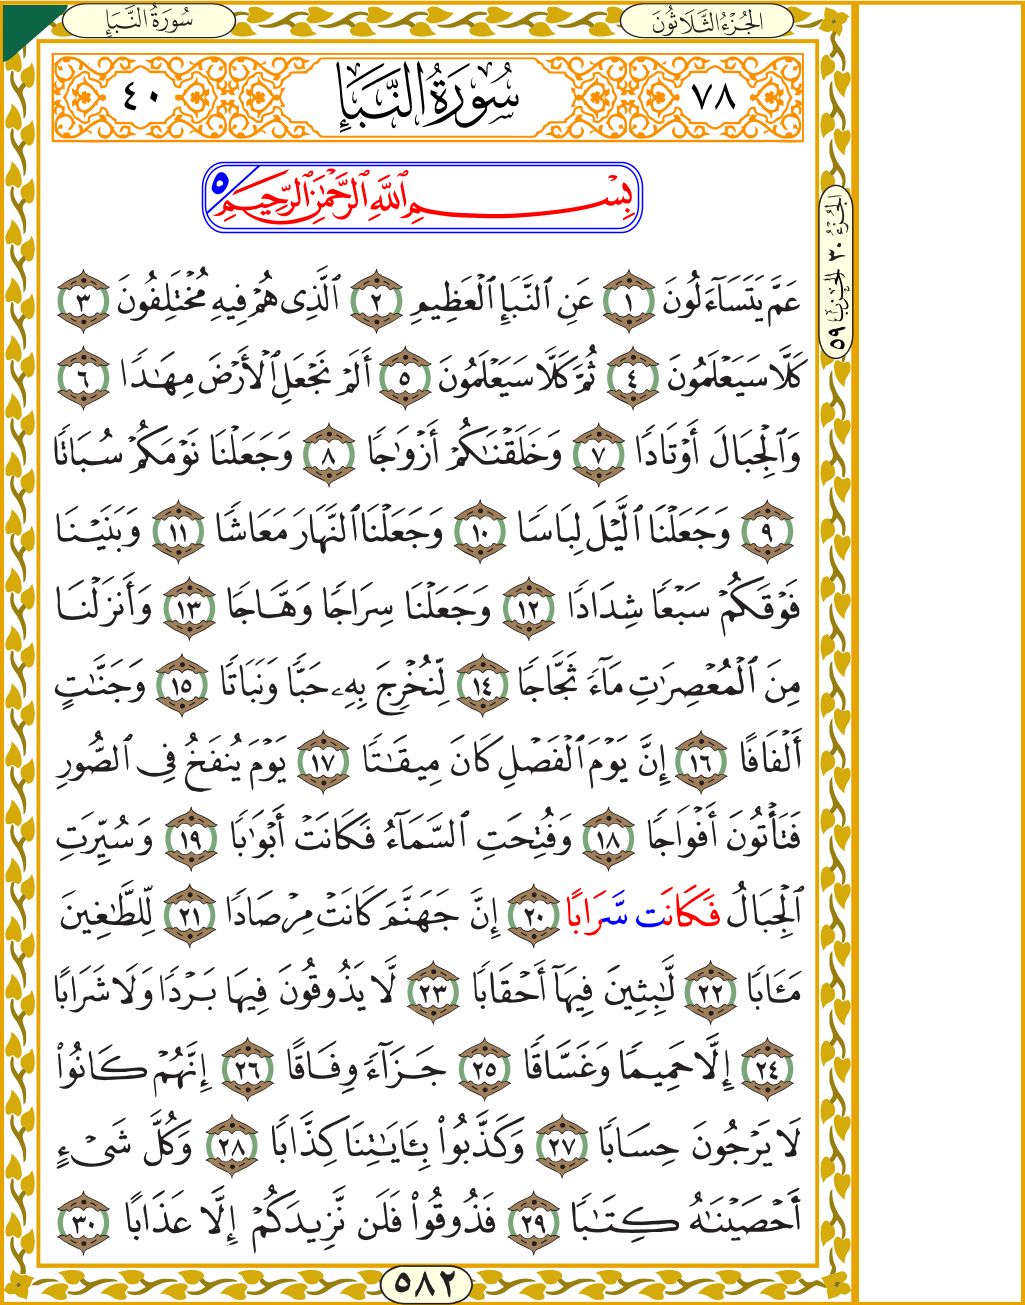 سُورَةُ النَّبَإِ
الجُزْءُ الثَّلَاثُونَ
٧٨
سُورَةُ النَّبَإِ
٤٠
بِسْمِ ٱللَّهِ ٱلرَّحْمَٰنِ ٱلرَّحِيمِ ٥
الجُزْءُ ٣٠ الحِزْبُ ٥٩
عَمَّ يَتَسَآءَلُونَ ١ عَنِ ٱلنَّبَإِ ٱلْعَظِيمِ ٢ ٱلَّذِى هُمْ فِيهِ مُخْتَلِفُونَ ٣
كَلَّا سَيَعْلَمُونَ ٤ ثُمَّ كَلَّا سَيَعْلَمُونَ ٥ أَلَمْ نَجْعَلِ ٱلْأَرْضَ مِهَٰدًا ٦
وَٱلْجِبَالَ أَوْتَادًا ٧ وَخَلَقْنَٰكُمْ أَزْوَٰجًا ٨ وَجَعَلْنَا نَوْمَكُمْ سُبَاتًا
٩ وَجَعَلْنَا ٱلَّيْلَ لِبَاسًا ١٠ وَجَعَلْنَا ٱلنَّهَارَ مَعَاشًا ١١ وَبَنَيْنَا
فَوْقَكُمْ سَبْعًا شِدَادًا ١٢ وَجَعَلْنَا سِرَاجًا وَهَّاجًا ١٣ وَأَنزَلْنَا
مِنَ ٱلْمُعْصِرَٰتِ مَآءً ثَجَّاجًا ١٤ لِّنُخْرِجَ بِهِۦ حَبًّا وَنَبَاتًا ١٥ وَجَنَّٰتٍ
أَلْفَافًا ١٦ إِنَّ يَوْمَ ٱلْفَصْلِ كَانَ مِيقَٰتًا ١٧ يَوْمَ يُنفَخُ فِى ٱلصُّورِ
فَتَأْتُونَ أَفْوَاجًا ١٨ وَفُتِحَتِ ٱلسَّمَآءُ فَكَانَتْ أَبْوَٰبًا ١٩ وَسُيِّرَتِ
ٱلْجِبَالُ فَكَانَت سَّرَابًا ٢٠ إِنَّ جَهَنَّمَ كَانَتْ مِرْصَادًا ٢١ لِّلطَّٰغِينَ
مَـَٔابًا ٢٢ لَّٰبِثِينَ فِيهَآ أَحْقَابًا ٢٣ لَّا يَذُوقُونَ فِيهَا بَرْدًا وَلَا شَرَابًا
٢٤ إِلَّا حَمِيمًا وَغَسَّاقًا ٢٥ جَزَآءً وِفَاقًا ٢٦ إِنَّهُمْ كَانُوا۟
لَا يَرْجُونَ حِسَابًا ٢٧ وَكَذَّبُوا۟ بِـَٔايَٰتِنَا كِذَّابًا ٢٨ وَكُلَّ شَىْءٍ
أَحْصَيْنَٰهُ كِتَٰبًا ٢٩ فَذُوقُوا۟ فَلَن نَّزِيدَكُمْ إِلَّا عَذَابًا ٣٠
٥٨٢